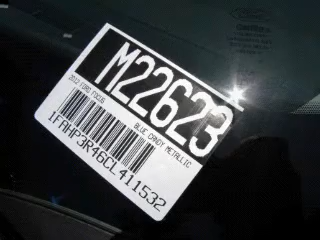 M22623
2012 FORD FOCUS
BLUE CANDY METALLIC
1FAHP3R46CL411532